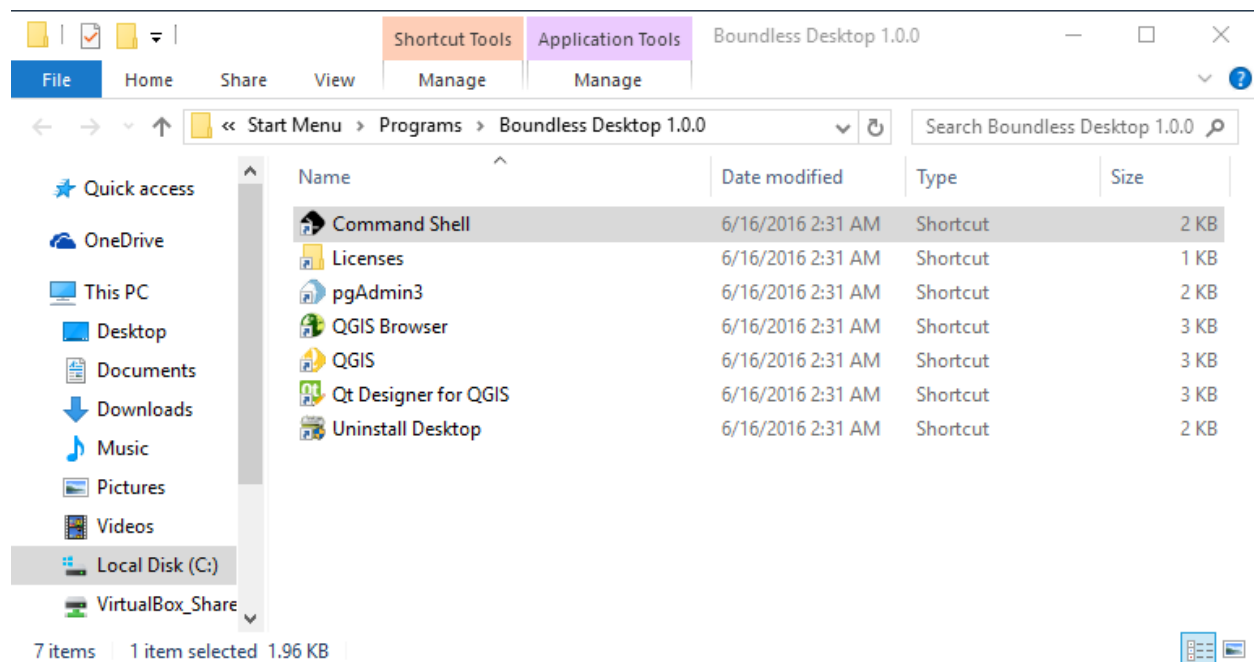 Shortcut Tools Application Tools Boundless Desktop 1.0.0
File Home Share View Manage Manage
« Start Menu > Programs > Boundless Desktop 1.0.0 Search Boundless Desktop 1.0.0
Quick access
OneDrive
This PC
Desktop
Documents
Downloads
Music
Pictures
Videos
Local Disk (C:)
VirtualBox_Share
Name Date modified Type Size
Command Shell 6/16/2016 2:31 AM Shortcut 2 KB
Licenses 6/16/2016 2:31 AM Shortcut 1 KB
pgAdmin3 6/16/2016 2:31 AM Shortcut 2 KB
QGIS Browser 6/16/2016 2:31 AM Shortcut 3 KB
QGIS 6/16/2016 2:31 AM Shortcut 3 KB
Qt Designer for QGIS 6/16/2016 2:31 AM Shortcut 3 KB
Uninstall Desktop 6/16/2016 2:31 AM Shortcut 2 KB
7 items 1 item selected 1.96 KB